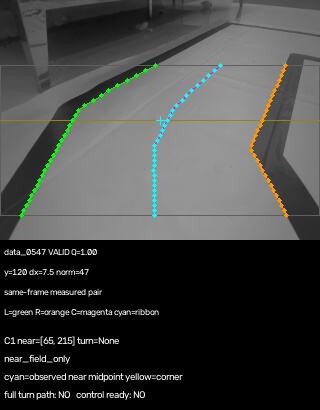 data_0547 VALID Q=1.00
y=120 dx=7.5 norm=47
same-frame measured pair
L=green R=orange C=magenta cyan=ribbon
C1 near=[65, 215] turn=None
near_field_only
cyan=observed near midpoint yellow=corner
full turn path: NO control ready: NO